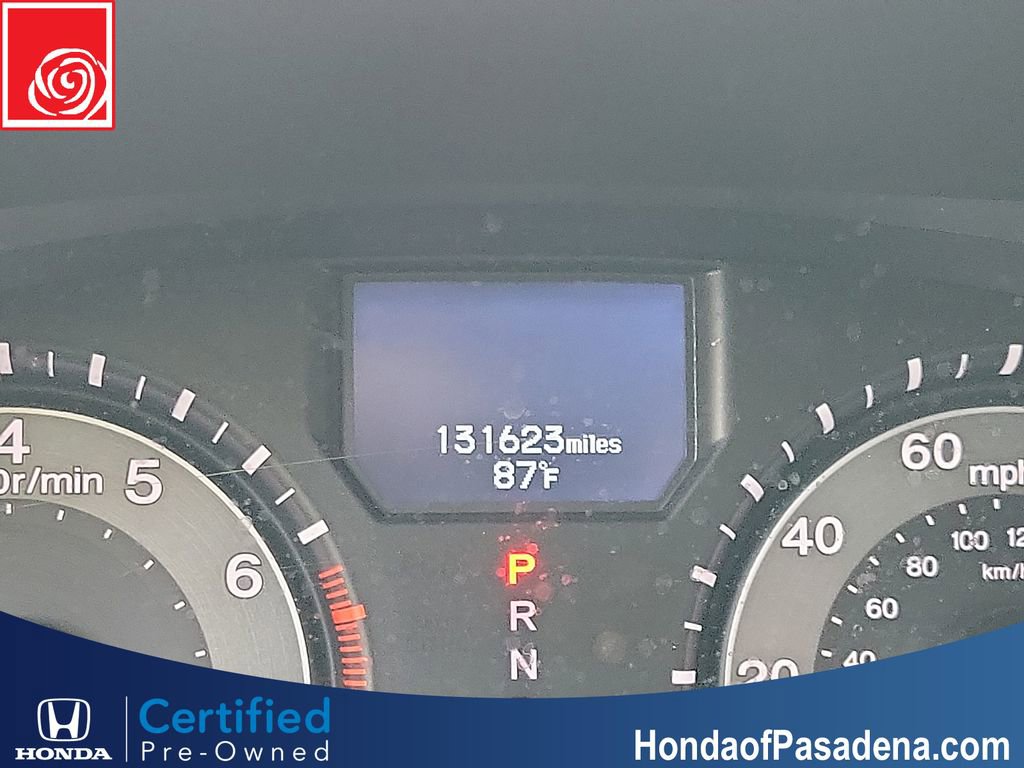 131623miles
87°F
4
5
6
0r/min
P
R
N
60
mph
40
20
100
80
60
40
km/h
HONDA
Certified
Pre-Owned
HondaofPasadena.com